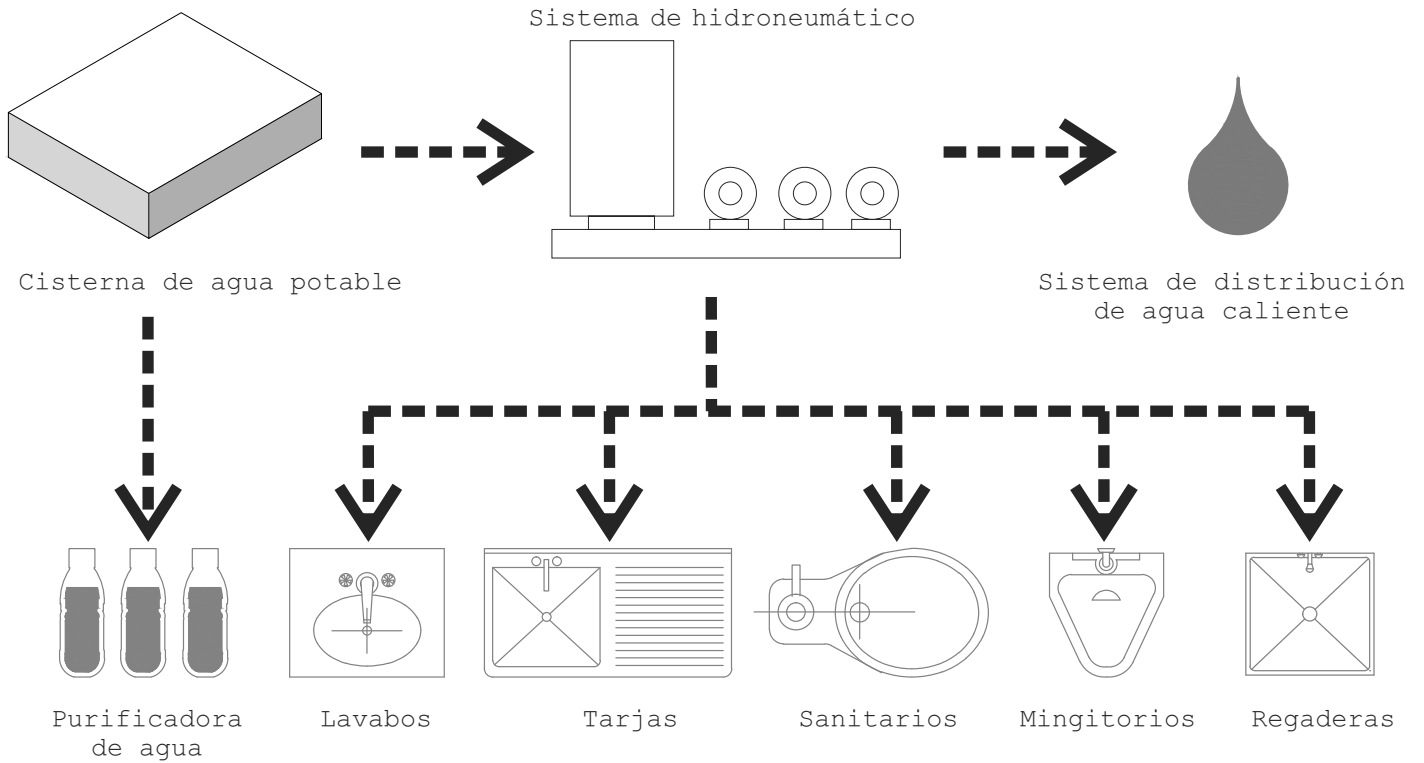 Sistema de hidroneumático
Cisterna de agua potable
Sistema de distribución
de agua caliente
Purificadora
de agua
Lavabos
Tarjas
Sanitarios
Mingitorios
Regaderas